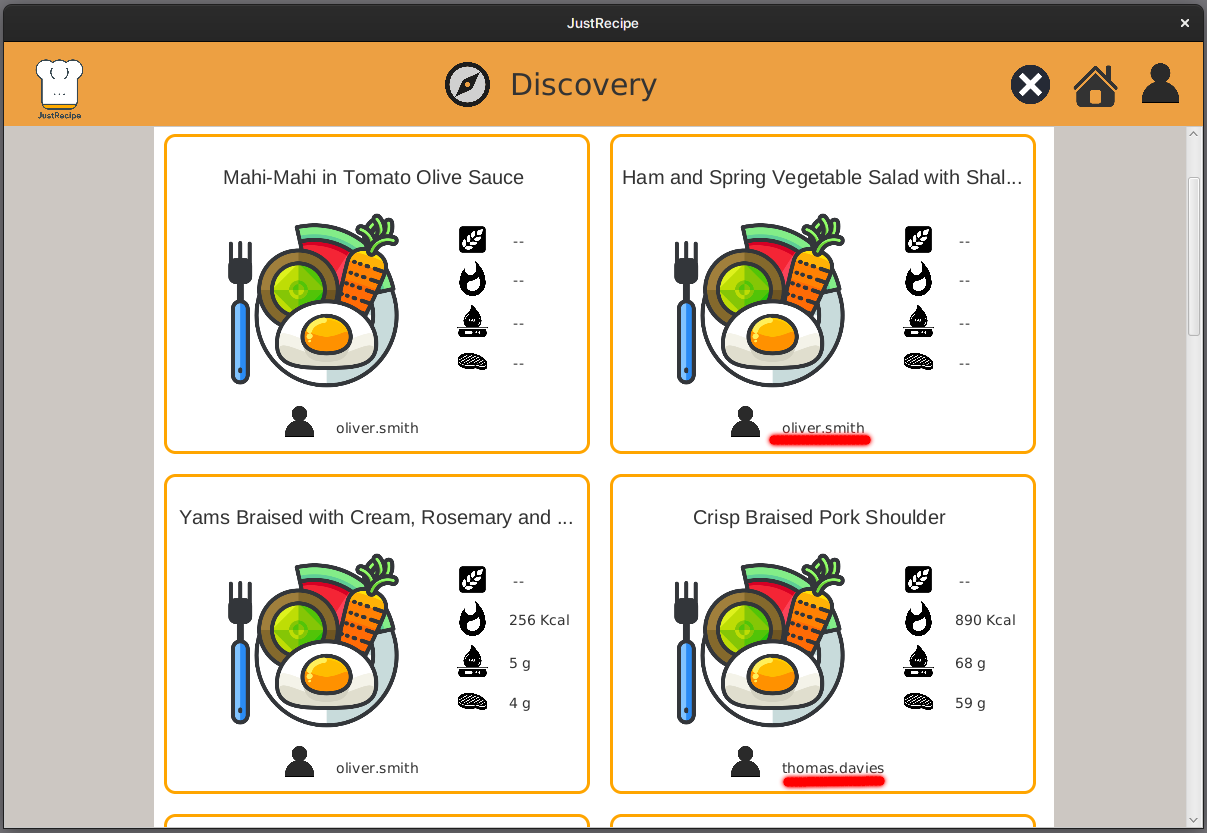 JustRecipe
{ }
...
JustRecipe
Discovery
Mahi-Mahi in Tomato Olive Sauce
--
--
--
--
oliver.smith
Ham and Spring Vegetable Salad with Shal...
--
--
--
--
oliver.smith
Yams Braised with Cream, Rosemary and ...
--
256 Kcal
5 g
4 g
oliver.smith
Crisp Braised Pork Shoulder
--
890 Kcal
68 g
59 g
thomas.davies